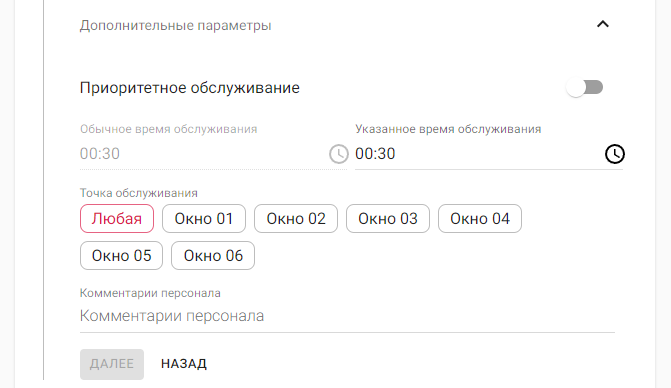 Дополнительные параметры
Приоритетное обслуживание
Обычное время обслуживания Указанное время обслуживания
00:30 00:30
Точка обслуживания
Любая Окно 01 Окно 02 Окно 03 Окно 04
Окно 05 Окно 06
Комментарии персонала
Комментарии персонала
ДАЛЕЕ НАЗАД